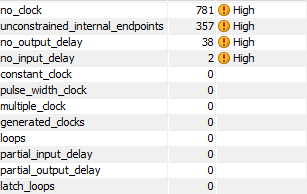 no_clock 781 High
unconstrained_internal_endpoints 357 High
no_output_delay 38 High
no_input_delay 2 High
constant_clock 0
pulse_width_clock 0
multiple_clock 0
generated_clocks 0
loops 0
partial_input_delay 0
partial_output_delay 0
latch_loops 0